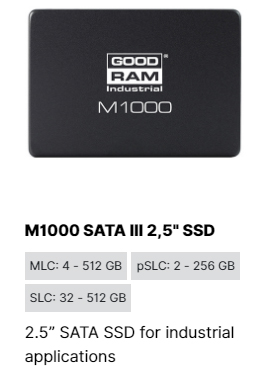 GOOD
RAM
Industrial
M1000
M1000 SATA III 2,5" SSD
MLC: 4 - 512 GB pSLC: 2 - 256 GB
SLC: 32 - 512 GB
2.5” SATA SSD for industrial
applications